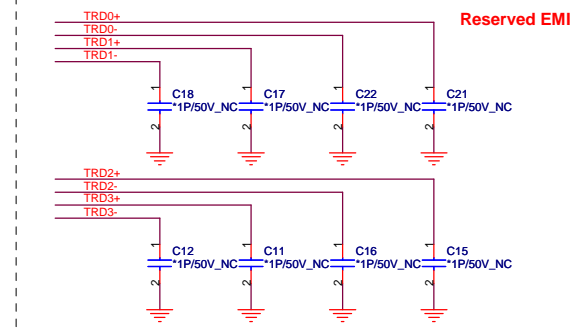 Reserved EMI
TRD0+
TRD0-
TRD1+
TRD1-
1 1 1 1
C18 C17 C22 C21
*1P/50V_NC *1P/50V_NC *1P/50V_NC *1P/50V_NC
2 2 2 2
TRD2+
TRD2-
TRD3+
TRD3-
1 1 1 1
C12 C11 C16 C15
*1P/50V_NC *1P/50V_NC *1P/50V_NC *1P/50V_NC
2 2 2 2